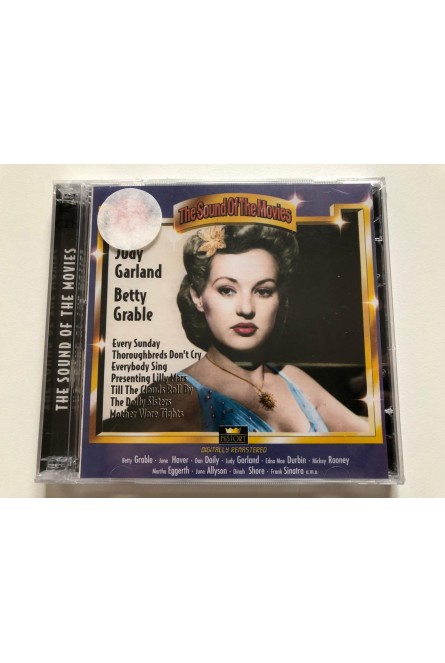 The Sound Of The Movies
Judy
Garland
Betty
Grable
Every Sunday
Thoroughbreds Don't Cry
Everybody Sing
Presenting Lilly Mars
Till The Clouds Roll By
The Dolly Sisters
Mother Wore Tights
HISTORY
DIGITALLY REMASTERED
Betty Grable · June Haver · Dan Daily · Judy Garland · Edna Mae Durbin · Mickey Rooney
Martha Eggerth · June Allyson · Dinah Shore · Frank Sinatra a.m.o.
THE SOUND OF THE MOVIES